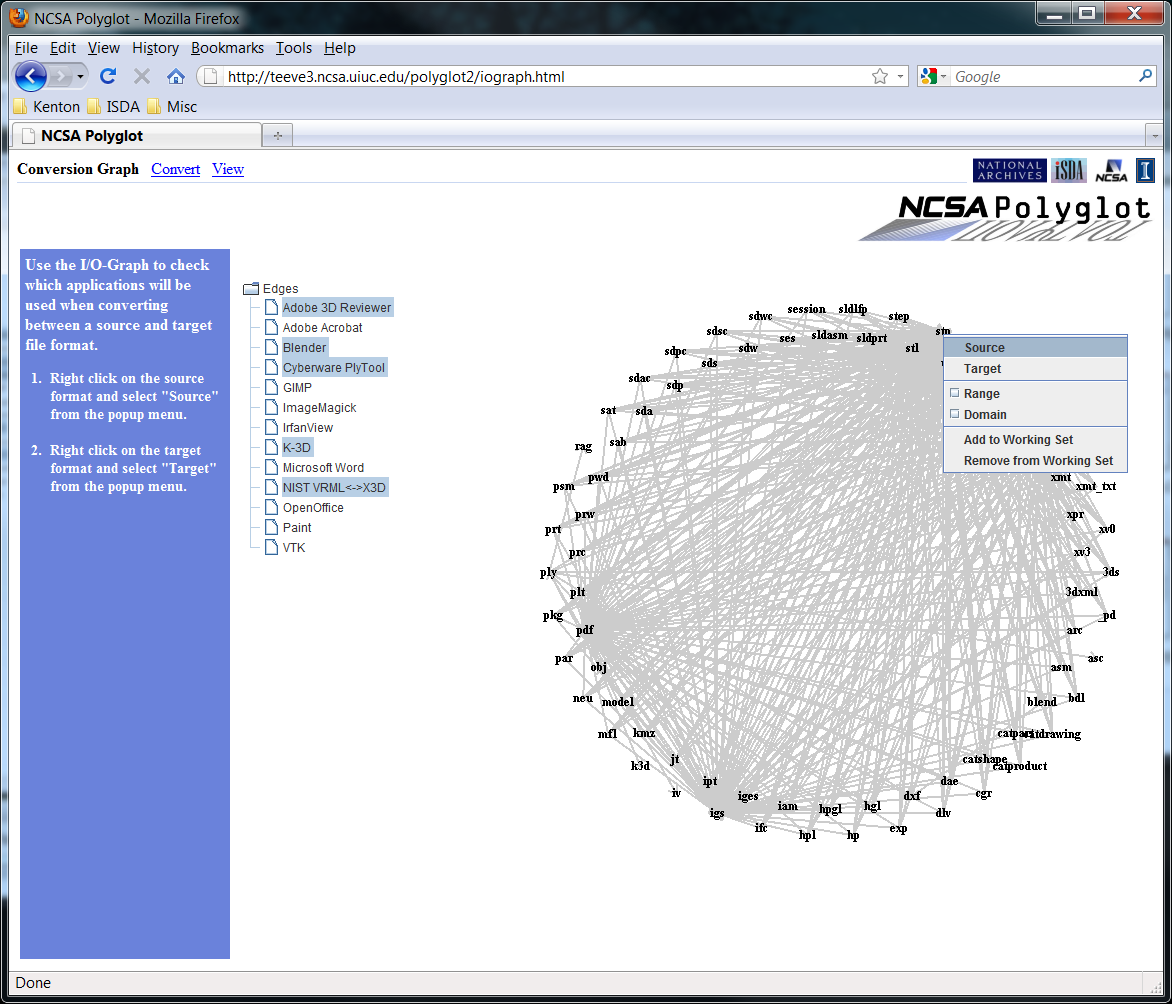 NCSA Polyglot - Mozilla Firefox
File Edit View History Bookmarks Tools Help
http://teeve3.ncsa.uiuc.edu/polyglot2/iograph.html
Google
Kenton ISDA Misc
NCSA Polyglot
Conversion Graph Convert View
NATIONAL
ARCHIVES
iSDA
NCSA
I
NCSA Polyglot
Use the I/O-Graph to check
which applications will be
used when converting
between a source and target
file format.
1. Right click on the source
format and select "Source"
from the popup menu.
2. Right click on the target
format and select "Target"
from the popup menu.
Edges
Adobe 3D Reviewer
Adobe Acrobat
Blender
Cyberware PlyTool
GIMP
ImageMagick
IrfanView
K-3D
Microsoft Word
NIST VRML<->X3D
OpenOffice
Paint
VTK
session
sldlfp
sdwc
step
stp
sdsc
ses
sldasm
sldprt
stl
sdw
sdpc
sds
sdac
sdp
sat
sda
rag
sab
psm
pwd
prt
prw
prc
ply
plt
pkg
pdf
par
obj
neu
model
mf1
kmz
k3d
jt
iv
ipt
igs
iges
ifc
iam
hpl
hpgl
hp
hgl
exp
dxf
dlv
dae
cgr
catshape
catproduct
catpart
catdrawing
blend
bdl
asm
asc
arc
_pd
3dxml
3ds
xv3
xv0
xpr
xmt_txt
xmt
Source
Target
Range
Domain
Add to Working Set
Remove from Working Set
Done